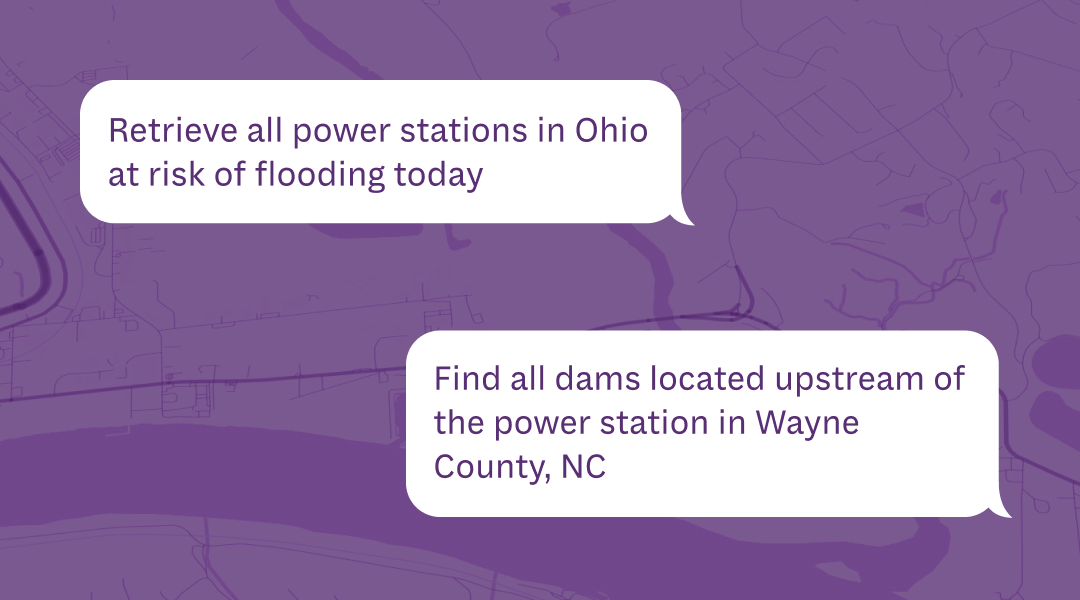 Retrieve all power stations in Ohio
at risk of flooding today
Find all dams located upstream of
the power station in Wayne
County, NC